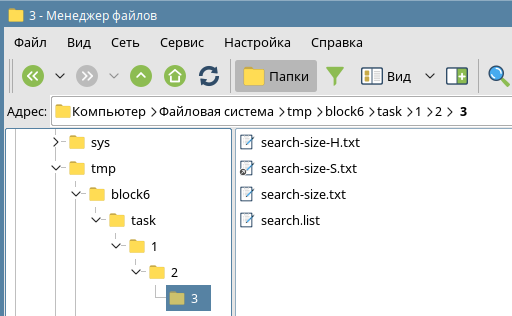 3 - Менеджер файлов
Файл Вид Сеть Сервис Настройка Справка
Папки Вид
Адрес: Компьютер Файловая система tmp block6 task 1 2 3
sys
tmp
block6
task
1
2
3
search-size-H.txt
search-size-S.txt
search-size.txt
search.list